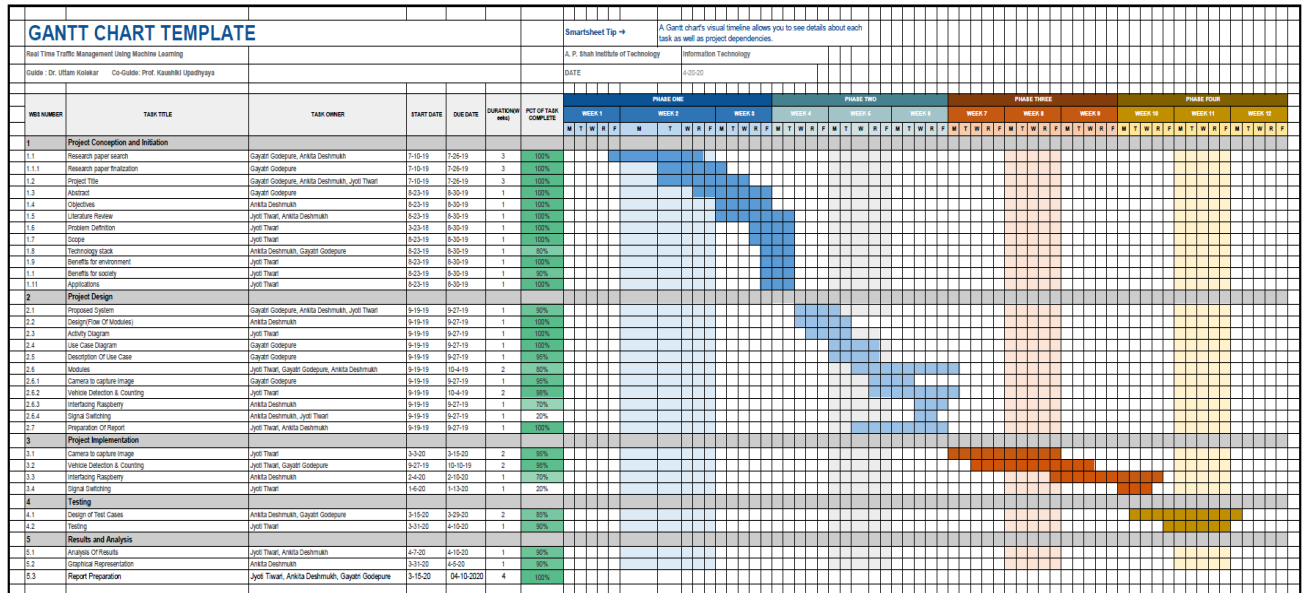 GANTT CHART TEMPLATE
Smartsheet Tip ➜
A Gantt chart's visual timeline allows you to see details about each
task as well as project dependencies.
Real Time Traffic Management Using Machine Learning
A. P. Shah Institute of Technology
Information Technology
Guide : Dr. Uttam Kolekar Co-Guide: Prof. Kaushiki Upadhyaya
DATE
4-20-20
WBS NUMBER TASK TITLE TASK OWNER START DATE DUE DATE DURATION(W eeks) PCT OF TASK COMPLETE
PHASE ONE PHASE TWO PHASE THREE PHASE FOUR
WEEK 1 WEEK 2 WEEK 3 WEEK 4 WEEK 5 WEEK 6 WEEK 7 WEEK 8 WEEK 9 WEEK 10 WEEK 11 WEEK 12
M T W R F M T W R F M T W R F M T W R F M T W R F M T W R F M T W R F M T W R F M T W R F M T W R F M T W R F M T W R F
1 Project Conception and Initiation
1.1 Research paper search Gayatri Godepure, Ankita Deshmukh 7-10-19 7-26-19 3 100%
1.1.1 Research paper finalization Gayatri Godepure 7-10-19 7-26-19 3 100%
1.2 Project Title Gayatri Godepure, Ankita Deshmukh, Jyoti Tiwari 7-10-19 7-26-19 3 100%
1.3 Abstract Gayatri Godepure 8-23-19 8-30-19 1 100%
1.4 Objectives Ankita Deshmukh 8-23-19 8-30-19 1 100%
1.5 Literature Review Jyoti Tiwari, Ankita Deshmukh 8-23-19 8-30-19 1 100%
1.6 Problem Definition Jyoti Tiwari 3-23-18 8-30-19 1 100%
1.7 Scope Jyoti Tiwari 8-23-19 8-30-19 1 100%
1.8 Technology stack Ankita Deshmukh, Gayatri Godepure 8-23-19 8-30-19 1 80%
1.9 Benefits for environment Jyoti Tiwari 8-23-19 8-30-19 1 100%
1.1 Benefits for society Jyoti Tiwari 8-23-19 8-30-19 1 90%
1.11 Applications Jyoti Tiwari 8-23-19 8-30-19 1 100%
2 Project Design
2.1 Proposed System Gayatri Godepure, Ankita Deshmukh, Jyoti Tiwari 9-19-19 9-27-19 1 90%
2.2 Design(Flow Of Modules) Ankita Deshmukh 9-19-19 9-27-19 1 100%
2.3 Activity Diagram Jyoti Tiwari 9-19-19 9-27-19 1 100%
2.4 Use Case Diagram Gayatri Godepure 9-19-19 9-27-19 1 100%
2.5 Description Of Use Case Gayatri Godepure 9-19-19 9-27-19 1 95%
2.6 Modules Jyoti Tiwari, Gayatri Godepure, Ankita Deshmukh 9-19-19 10-4-19 2 80%
2.6.1 Camera to capture image Gayatri Godepure 9-19-19 9-27-19 1 95%
2.6.2 Vehicle Detection & Counting Jyoti Tiwari 9-19-19 10-4-19 2 98%
2.6.3 Interfacing Raspberry Ankita Deshmukh 9-19-19 9-27-19 1 70%
2.6.4 Signal Switching Ankita Deshmukh, Jyoti Tiwari 9-19-19 9-27-19 1 20%
2.7 Preparation Of Report Jyoti Tiwari, Ankita Deshmukh 9-19-19 9-27-19 1 100%
3 Project Implementation
3.1 Camera to capture image Jyoti Tiwari 3-3-20 3-15-20 2 95%
3.2 Vehicle Detection & Counting Jyoti Tiwari, Gayatri Godepure 9-27-19 10-10-19 2 98%
3.3 Interfacing Raspberry Ankita Deshmukh 2-4-20 2-10-20 1 70%
3.4 Signal Switching Jyoti Tiwari 1-6-20 1-13-20 1 20%
4 Testing
4.1 Design of Test Cases Ankita Deshmukh, Gayatri Godepure 3-15-20 3-29-20 2 85%
4.2 Testing Jyoti Tiwari 3-31-20 4-10-20 1 90%
5 Results and Analysis
5.1 Analysis Of Results Jyoti Tiwari, Ankita Deshmukh 4-7-20 4-10-20 1 90%
5.2 Graphical Representation Ankita Deshmukh 3-31-20 4-5-20 1 90%
5.3 Report Preparation Jyoti Tiwari, Ankita Deshmukh, Gayatri Godepure 3-15-20 04-10-2020 4 100%